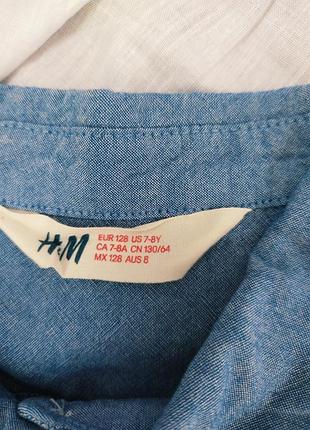 H&M
EUR 128 US 7-8Y
CA 7-8A CN 130/64
MX 128 AUS 8